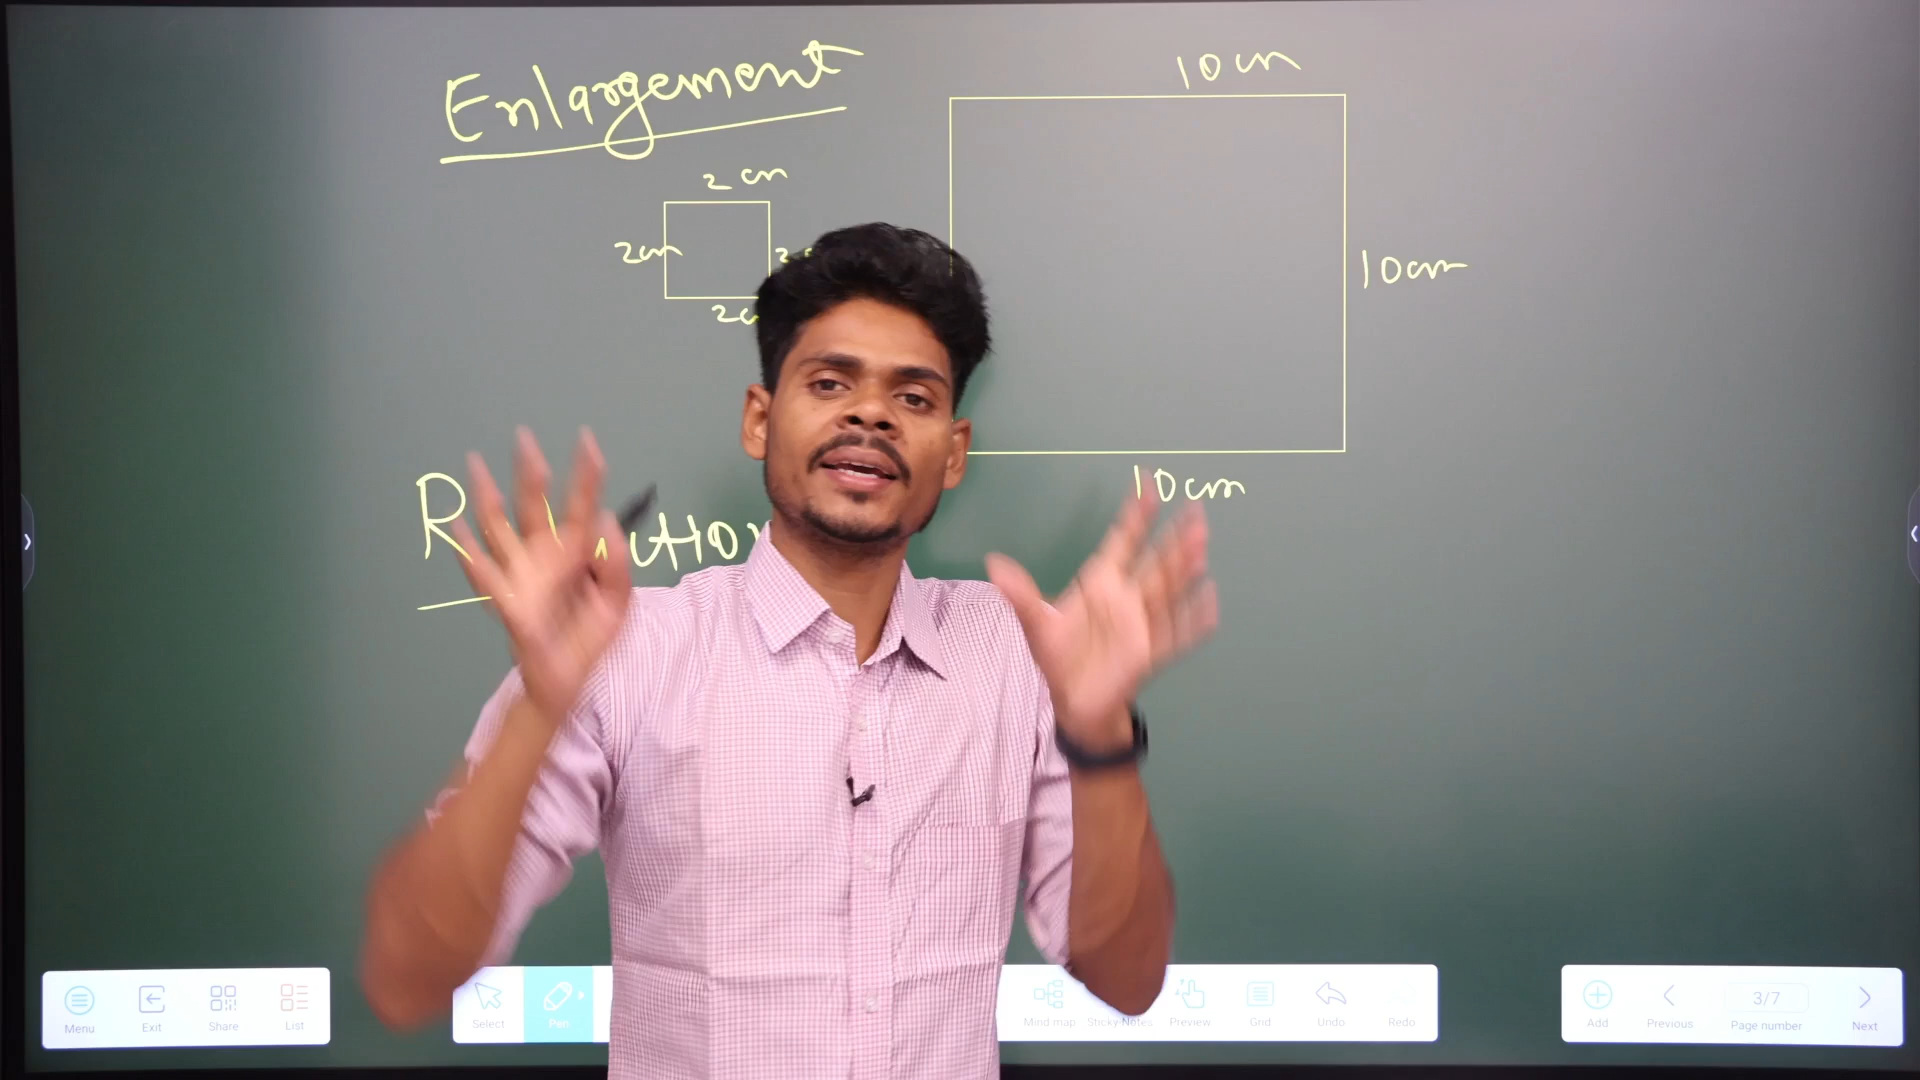 Enlargement
10 cm
2 cm
2cm
10cm
10cm
Menu
Exit
Share
List
Select
Pen
Mind map
Sticky Notes
Preview
Grid
Undo
Redo
Add
Previous
3/7
Page number
Next